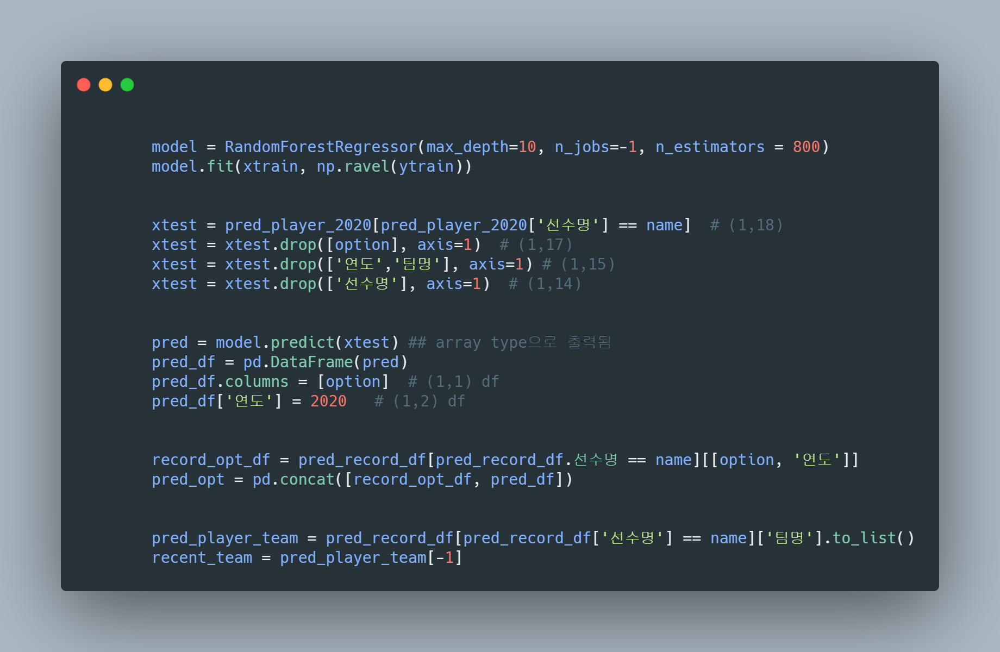 model = RandomForestRegressor(max_depth=10, n_jobs=-1, n_estimators = 800)
model.fit(xtrain, np.ravel(ytrain))
xtest = pred_player_2020[pred_player_2020['선수명'] == name]  # (1,18)
xtest = xtest.drop([option], axis=1)  # (1,17)
xtest = xtest.drop(['연도','팀명'], axis=1) # (1,15)
xtest = xtest.drop(['선수명'], axis=1)  # (1,14)
pred = model.predict(xtest) ## array type으로 출력됨
pred_df = pd.DataFrame(pred)
pred_df.columns = [option]  # (1,1) df
pred_df['연도'] = 2020   # (1,2) df
record_opt_df = pred_record_df[pred_record_df.선수명 == name][[option, '연도']]
pred_opt = pd.concat([record_opt_df, pred_df])
pred_player_team = pred_record_df[pred_record_df['선수명'] == name]['팀명'].to_list()
recent_team = pred_player_team[-1]